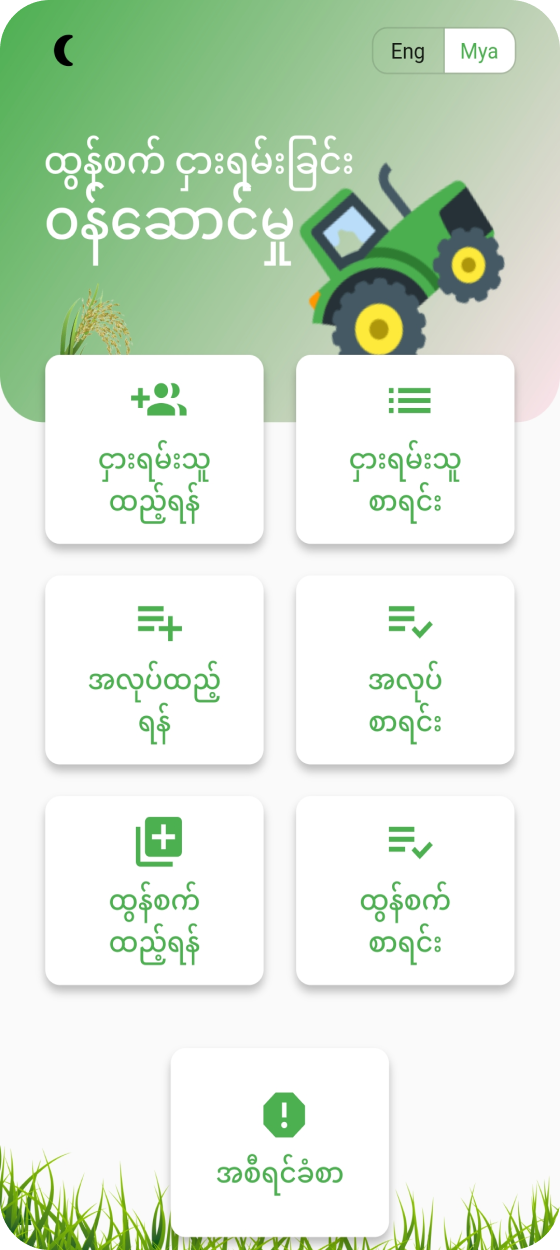 Eng
Mya
ထွန်စက် ငှားရမ်းခြင်း
ဝန်ဆောင်မှု
ငှားရမ်းသူ
ထည့်ရန်
ငှားရမ်းသူ
စာရင်း
အလုပ်ထည့်
ရန်
အလုပ်
စာရင်း
ထွန်စက်
ထည့်ရန်
ထွန်စက်
စာရင်း
အစီရင်ခံစာ